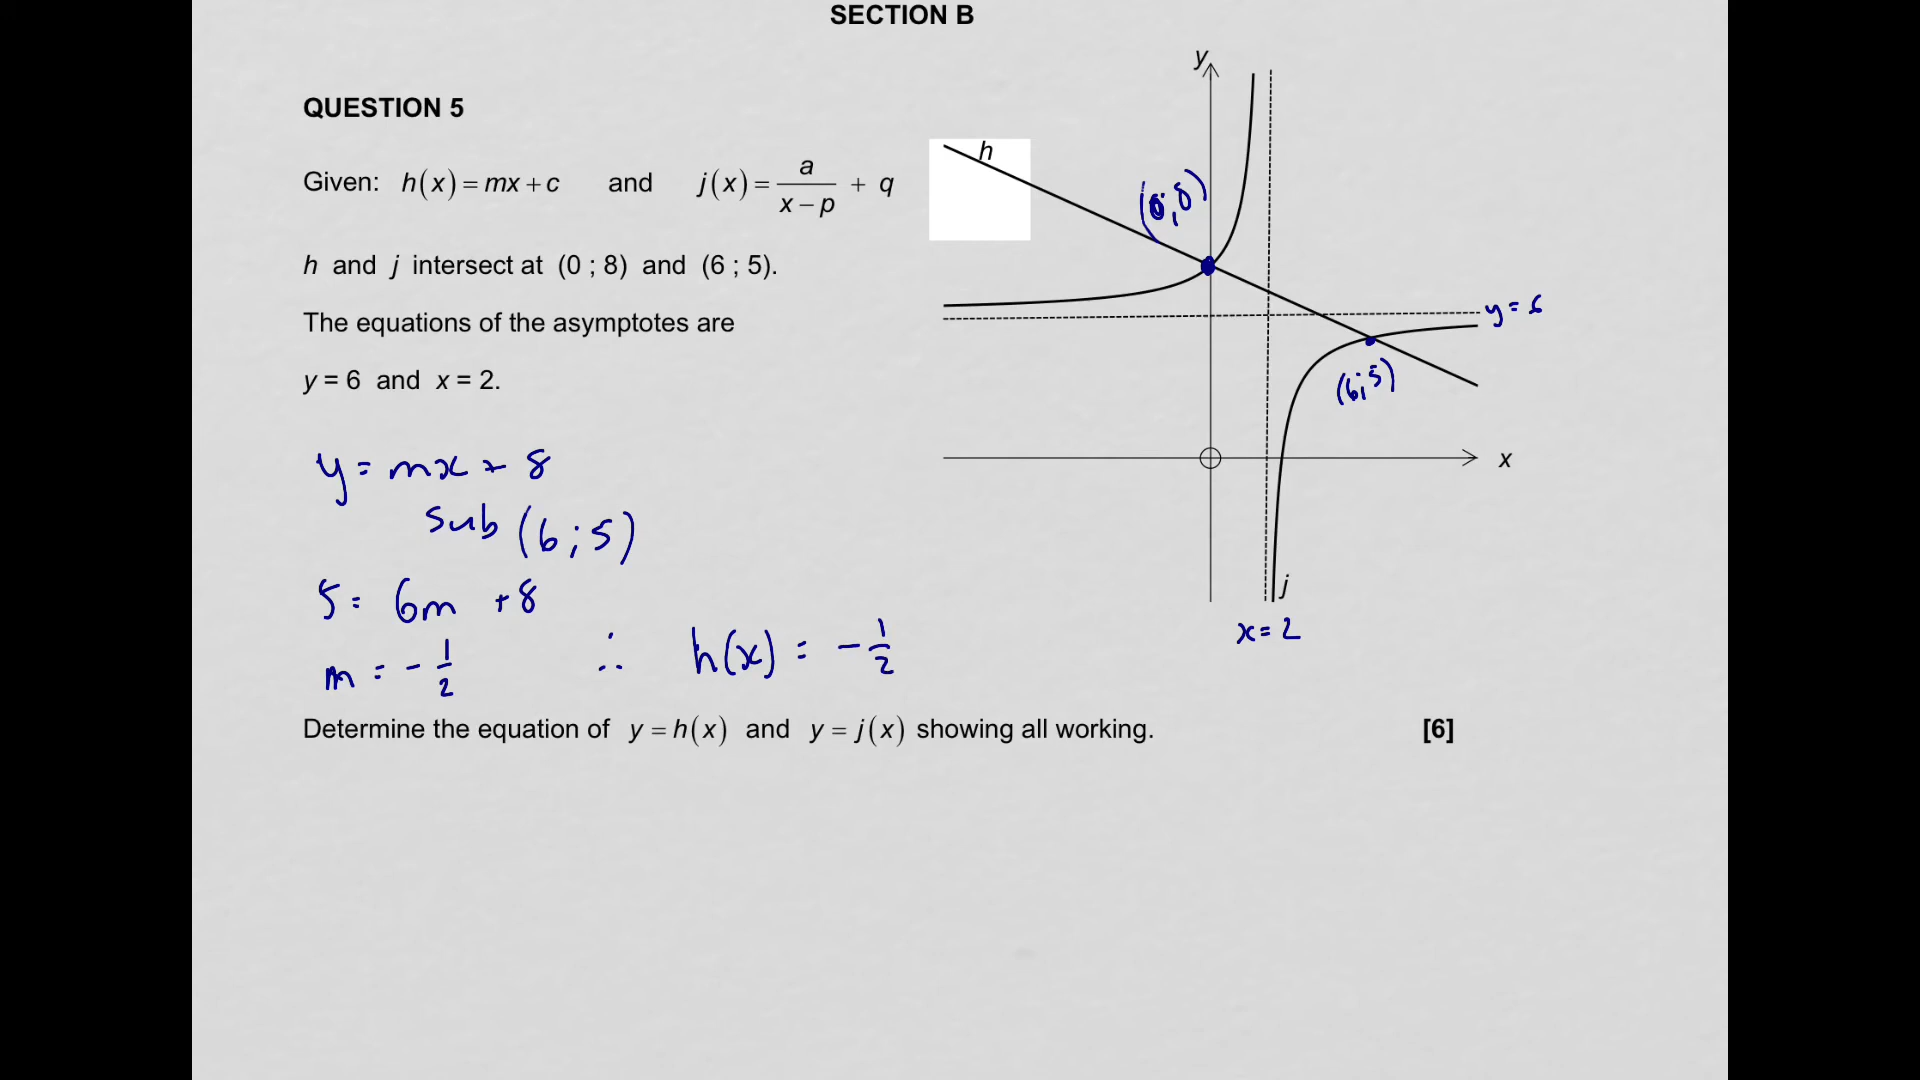 SECTION B
QUESTION 5
Given: h(x) = mx + c and j(x) = a/(x – p) + q
h and j intersect at (0 ; 8) and (6 ; 5).
The equations of the asymptotes are
y = 6 and x = 2.
y
h
(0,8)
y = 6
(6;5)
x
j
x = 2
y = mx + 8
sub (6;5)
5 = 6m + 8
m = - 1/2 ∴ h(x) = - 1/2
Determine the equation of y = h(x) and y = j(x) showing all working. [6]